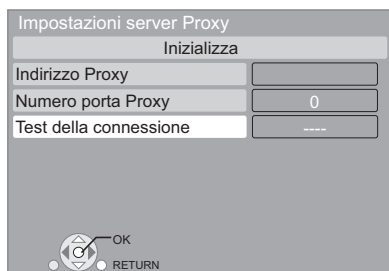 Impostazioni server Proxy
Inizializza
Indirizzo Proxy
Numero porta Proxy 0
Test della connessione ----
OK
RETURN